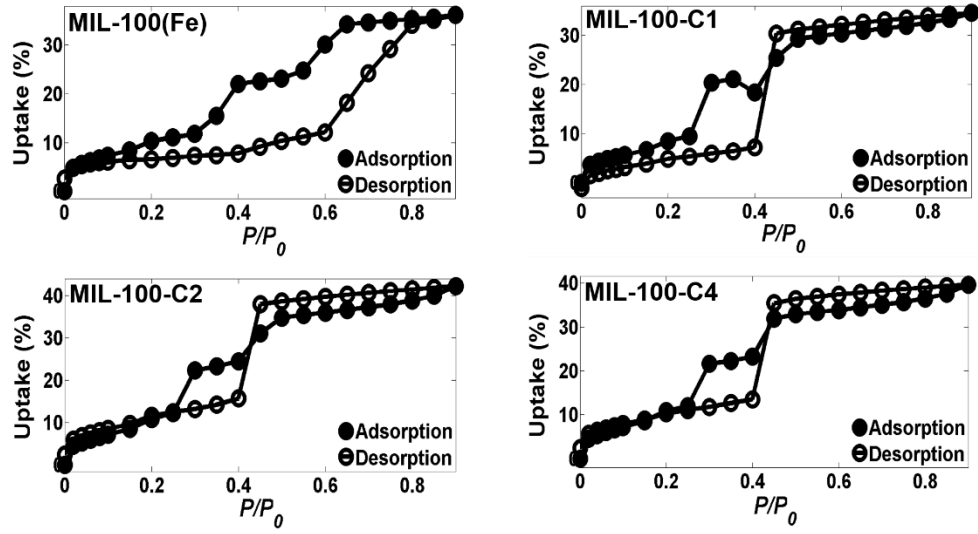 MIL-100(Fe)
Uptake (%)
30
20
10
0
Adsorption
Desorption
0 0.2 0.4 0.6 0.8
P/P0
MIL-100-C1
Uptake (%)
30
20
10
0
Adsorption
Desorption
0 0.2 0.4 0.6 0.8
P/P0
MIL-100-C2
Uptake (%)
40
30
20
10
0
Adsorption
Desorption
0 0.2 0.4 0.6 0.8
P/P0
MIL-100-C4
Uptake (%)
40
30
20
10
0
Adsorption
Desorption
0 0.2 0.4 0.6 0.8
P/P0